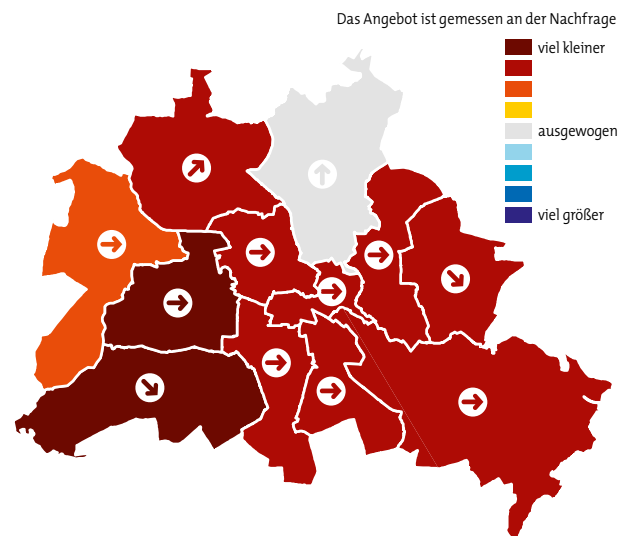 Das Angebot ist gemessen an der Nachfrage
viel kleiner
ausgewogen
viel größer